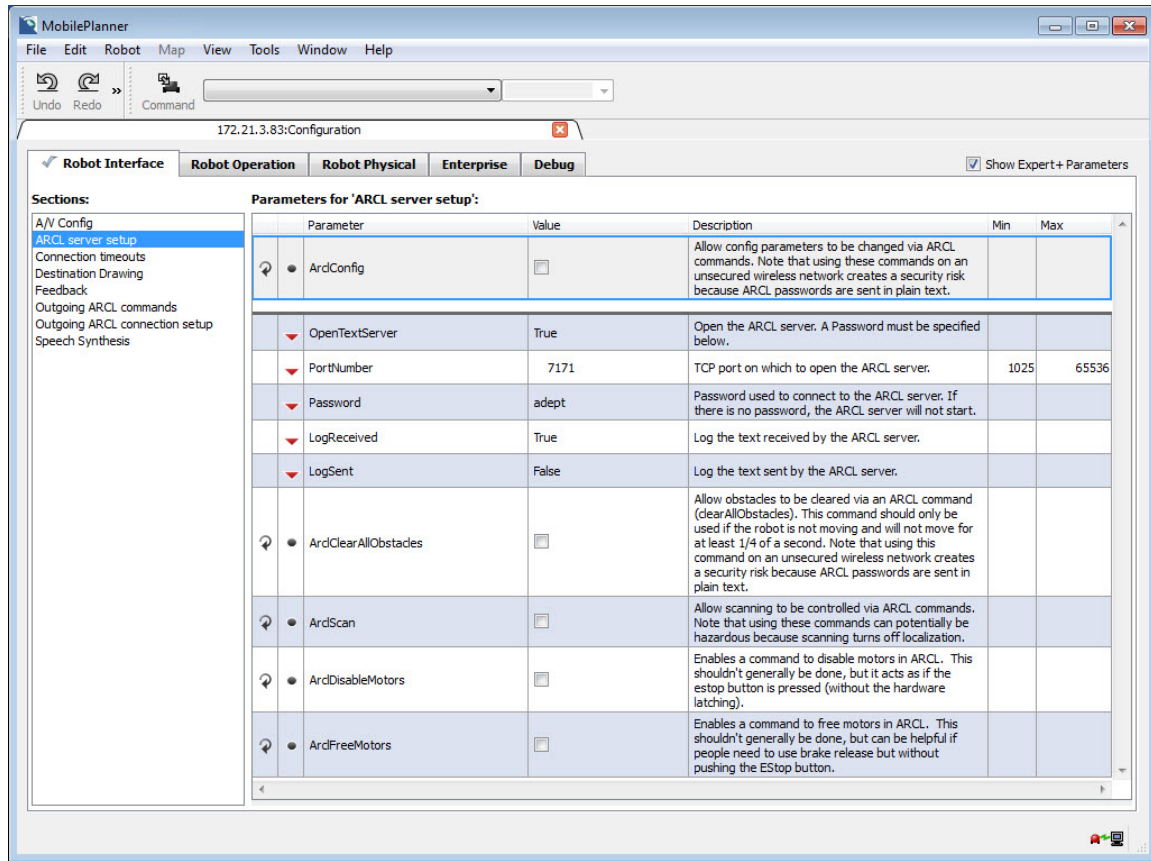 MobilePlanner
File Edit Robot Map View Tools Window Help
Undo Redo » Command
172.21.3.83:Configuration
Robot Interface Robot Operation Robot Physical Enterprise Debug Show Expert+ Parameters
Sections: Parameters for 'ARCL server setup':
A/V Config
ARCL server setup
Connection timeouts
Destination Drawing
Feedback
Outgoing ARCL commands
Outgoing ARCL connection setup
Speech Synthesis
Parameter Value Description Min Max
ArclConfig
Allow config parameters to be changed via ARCL
commands. Note that using these commands on an
unsecured wireless network creates a security risk
because ARCL passwords are sent in plain text.
OpenTextServer True
Open the ARCL server. A Password must be specified
below.
PortNumber 7171 TCP port on which to open the ARCL server. 1025 65536
Password adept
Password used to connect to the ARCL server. If
there is no password, the ARCL server will not start.
LogReceived True Log the text received by the ARCL server.
LogSent False Log the text sent by the ARCL server.
ArclClearAllObstacles
Allow obstacles to be cleared via an ARCL command
(clearAllObstacles). This command should only be
used if the robot is not moving and will not move for
at least 1/4 of a second. Note that using this
command on an unsecured wireless network creates
a security risk because ARCL passwords are sent in
plain text.
ArclScan
Allow scanning to be controlled via ARCL commands.
Note that using these commands can potentially be
hazardous because scanning turns off localization.
ArclDisableMotors
Enables a command to disable motors in ARCL. This
shouldn't generally be done, but it acts as if the
estop button is pressed (without the hardware
latching).
ArclFreeMotors
Enables a command to free motors in ARCL. This
shouldn't generally be done, but can be helpful if
people need to use brake release but without
pushing the EStop button.